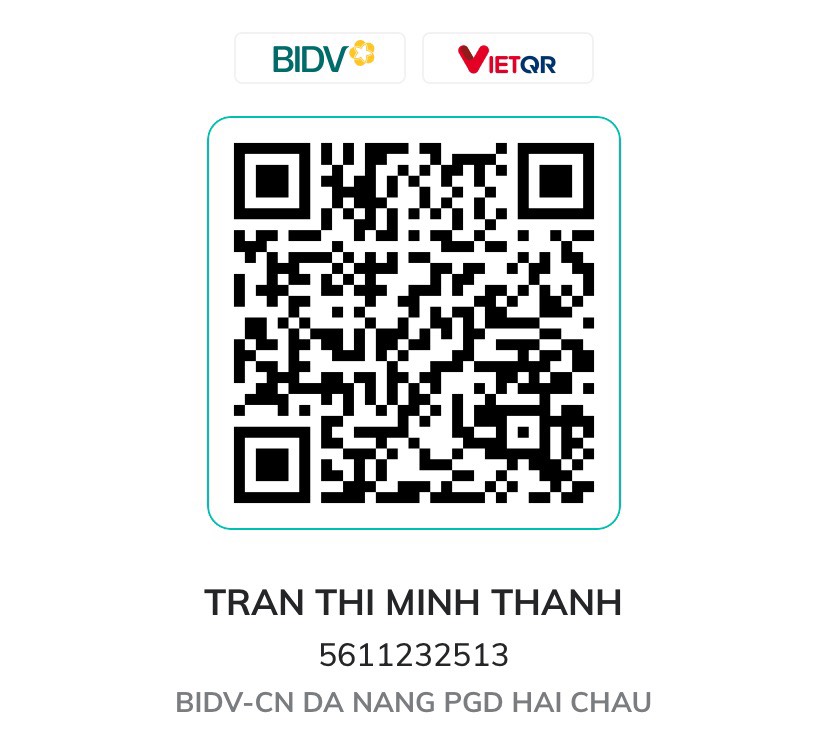 BIDV
VIETQR
TRAN THI MINH THANH
5611232513
BIDV-CN DA NANG PGD HAI CHAU